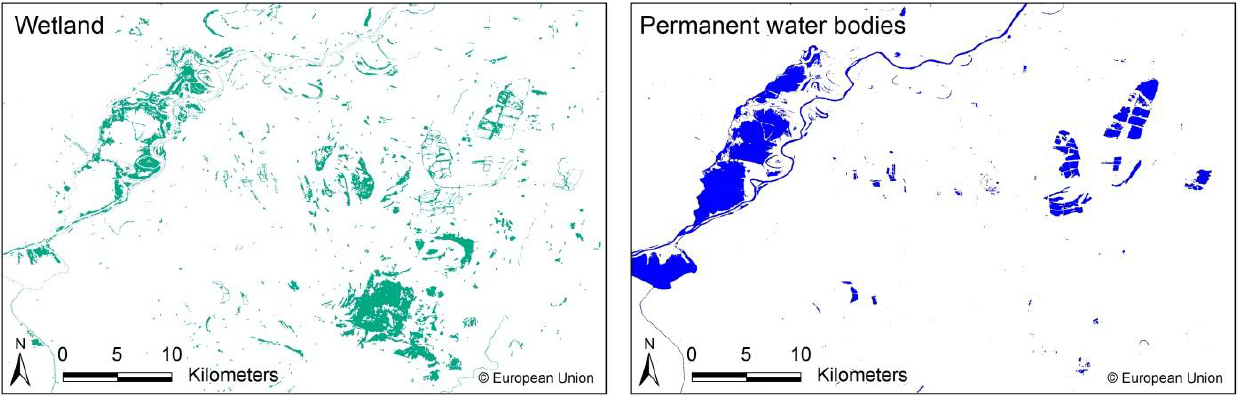 Wetland
N
0 5 10
Kilometers
© European Union
Permanent water bodies
N
0 5 10
Kilometers
© European Union